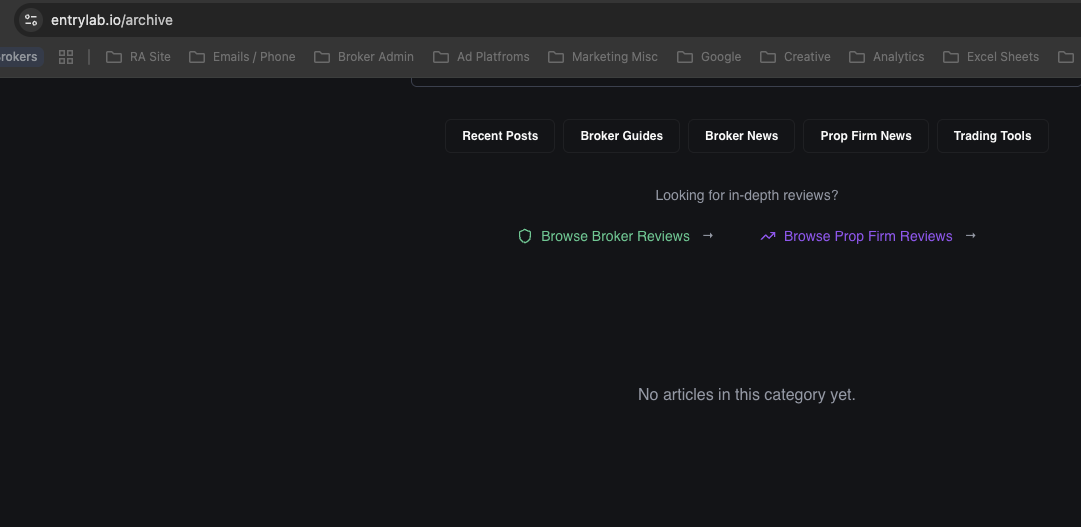 entrylab.io/archive
rokers RA Site Emails / Phone Broker Admin Ad Platfroms Marketing Misc Google Creative Analytics Excel Sheets
Recent Posts Broker Guides Broker News Prop Firm News Trading Tools
Looking for in-depth reviews?
Browse Broker Reviews → Browse Prop Firm Reviews →
No articles in this category yet.